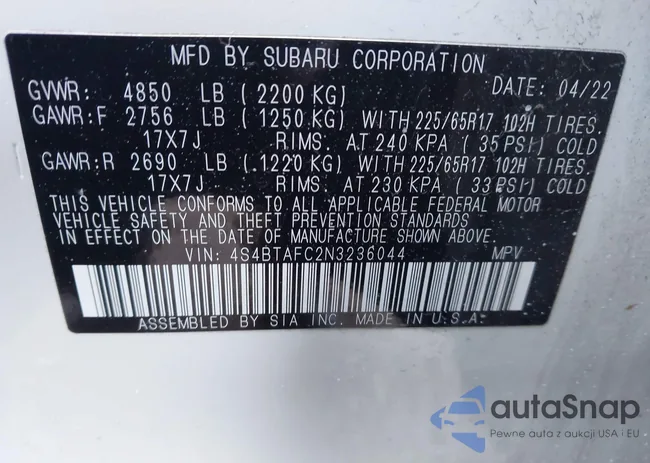 MFD BY SUBARU CORPORATION
GVWR: 4850 LB ( 2200 KG) DATE: 04/22
GAWR:F 2756 LB ( 1250 KG) WITH 225/65R17 102H TIRES.
17X7J RIMS. AT 240 KPA ( 35 PSI) COLD
GAWR:R 2690 LB ( 1220 KG) WITH 225/65R17 102H TIRES.
17X7J RIMS. AT 230 KPA ( 33 PSI) COLD
THIS VEHICLE CONFORMS TO ALL APPLICABLE FEDERAL MOTOR
VEHICLE SAFETY AND THEFT PREVENTION STANDARDS
IN EFFECT ON THE DATE OF MANUFACTURE SHOWN ABOVE.
VIN: 4S4BTAFC2N3236044 MPV
ASSEMBLED BY SIA INC. MADE IN U.S.A.
autaSnap
Pewne auta z aukcji USA i EU